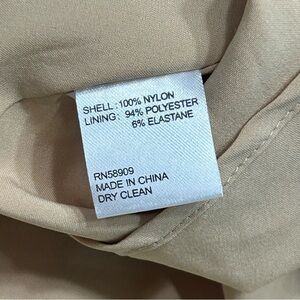 SHELL: 100% NYLON
LINING: 94% POLYESTER
6% ELASTANE
RN58909
MADE IN CHINA
DRY CLEAN